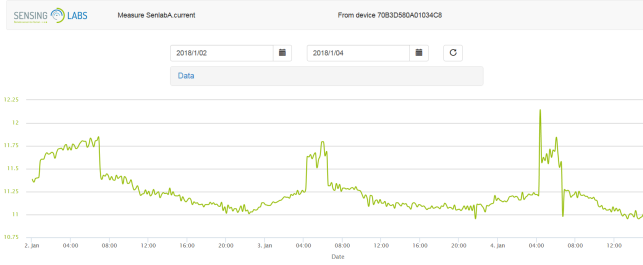 SENSING LABS
Measure SenlabA.current
From device 70B3D580A01034C8
2018/1/02
2018/1/04
Data
12.25
12
11.75
11.5
11.25
11
10.75
2. Jan 04:00 08:00 12:00 16:00 20:00 3. Jan 04:00 08:00 12:00 16:00 20:00 4. Jan 04:00 08:00 12:00
Date